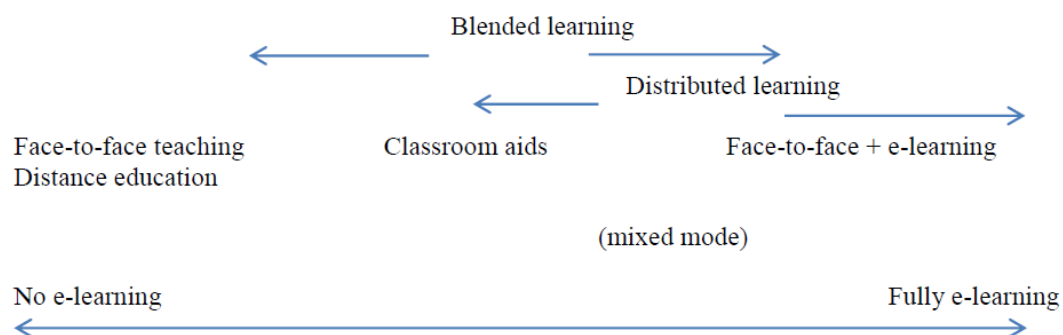 Blended learning
Distributed learning
Face-to-face teaching Classroom aids Face-to-face + e-learning
Distance education
(mixed mode)
No e-learning Fully e-learning